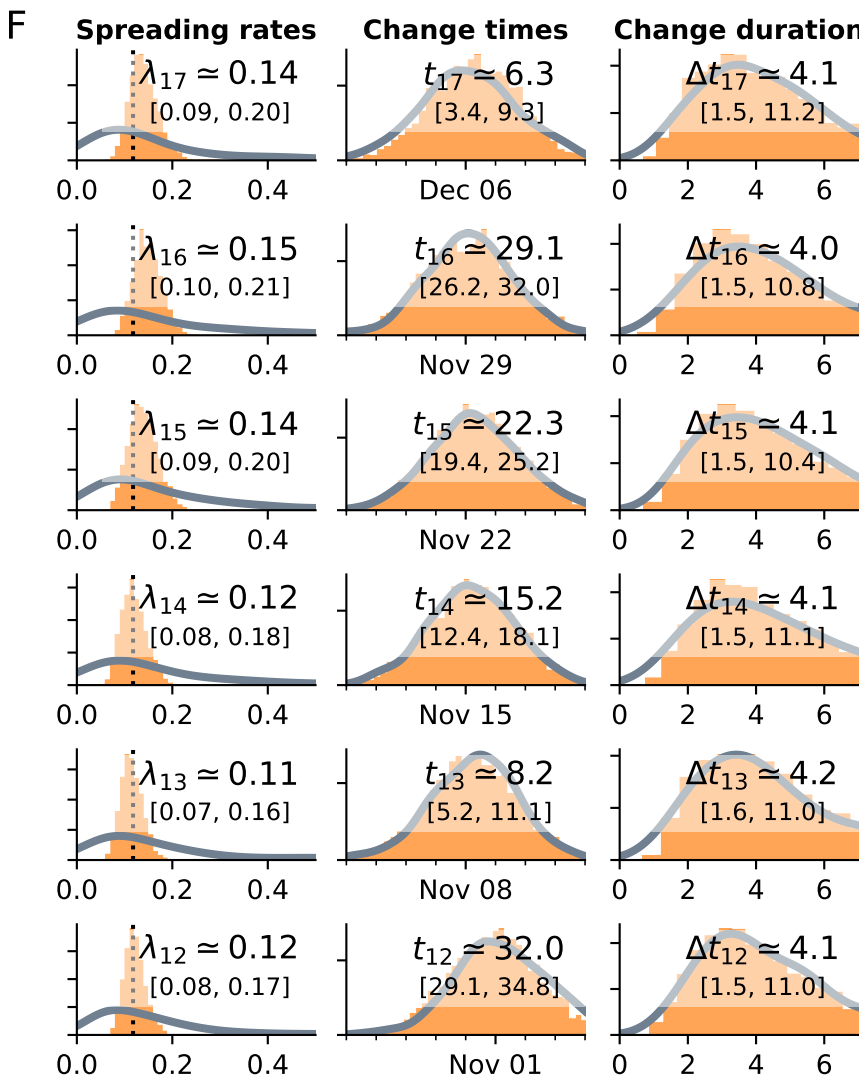 F
Spreading rates Change times Change duration
λ17 ≃ 0.14 t17 ≃ 6.3 Δt17 ≃ 4.1
[0.09, 0.20] [3.4, 9.3] [1.5, 11.2]
0.0 0.2 0.4 Dec 06 0 2 4 6
λ16 ≃ 0.15 t16 ≃ 29.1 Δt16 ≃ 4.0
[0.10, 0.21] [26.2, 32.0] [1.5, 10.8]
0.0 0.2 0.4 Nov 29 0 2 4 6
λ15 ≃ 0.14 t15 ≃ 22.3 Δt15 ≃ 4.1
[0.09, 0.20] [19.4, 25.2] [1.5, 10.4]
0.0 0.2 0.4 Nov 22 0 2 4 6
λ14 ≃ 0.12 t14 ≃ 15.2 Δt14 ≃ 4.1
[0.08, 0.18] [12.4, 18.1] [1.5, 11.1]
0.0 0.2 0.4 Nov 15 0 2 4 6
λ13 ≃ 0.11 t13 ≃ 8.2 Δt13 ≃ 4.2
[0.07, 0.16] [5.2, 11.1] [1.6, 11.0]
0.0 0.2 0.4 Nov 08 0 2 4 6
λ12 ≃ 0.12 t12 ≃ 32.0 Δt12 ≃ 4.1
[0.08, 0.17] [29.1, 34.8] [1.5, 11.0]
0.0 0.2 0.4 Nov 01 0 2 4 6